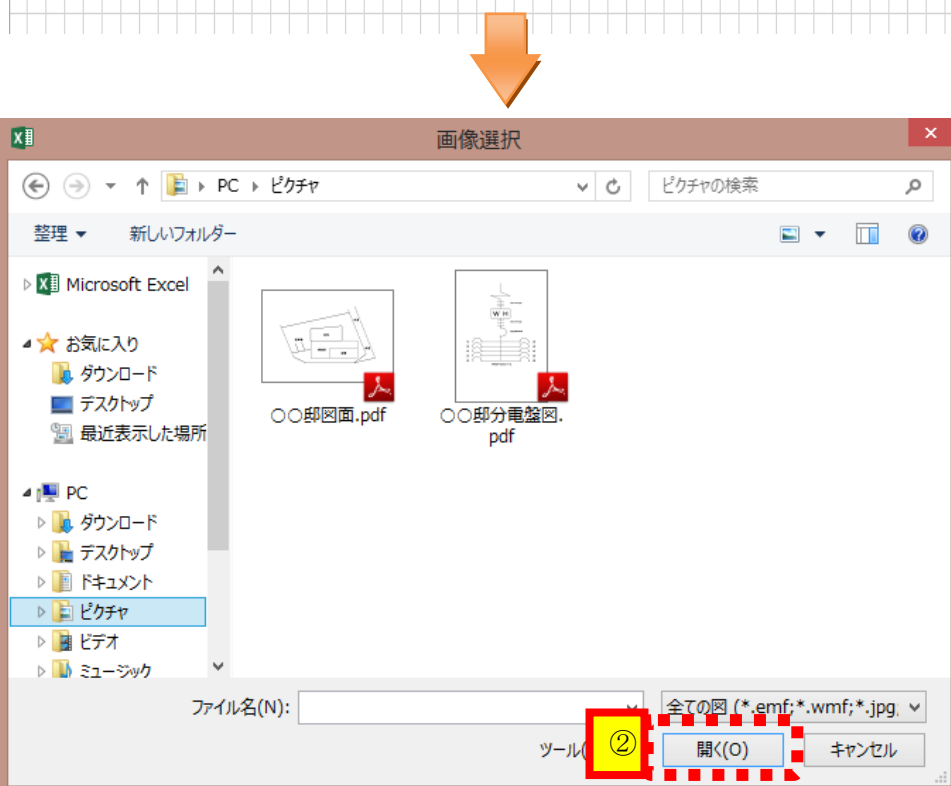 画像選択
PC ピクチャ
ピクチャの検索
整理 新しいフォルダー
Microsoft Excel
お気に入り
ダウンロード
デスクトップ
最近表示した場所
PC
ダウンロード
デスクトップ
ドキュメント
ピクチャ
ビデオ
ミュージック
W H
〇〇邸図面.pdf
〇〇邸分電盤図.
pdf
ファイル名(N):
全ての図 (*.emf;*.wmf;*.jpg;
ツール(
②
開く(O)
キャンセル